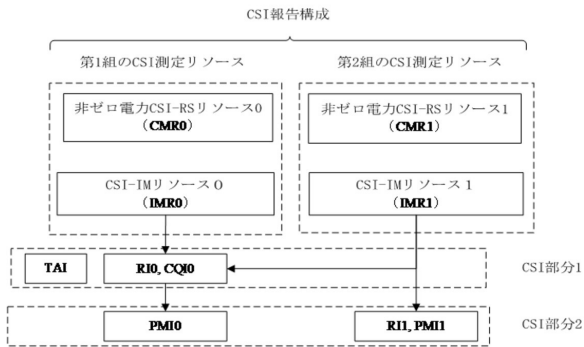 CSI報告構成
第1組のCSI測定リソース
第2組のCSI測定リソース
非ゼロ電力CSI-RSリソース0
（CMR0）
非ゼロ電力CSI-RSリソース1
（CMR1）
CSI-IMリソース０
（IMR0）
CSI-IMリソース１
（IMR1）
TAI
RI0, CQI0
CSI部分1
PMI0
RI1, PMI1
CSI部分2